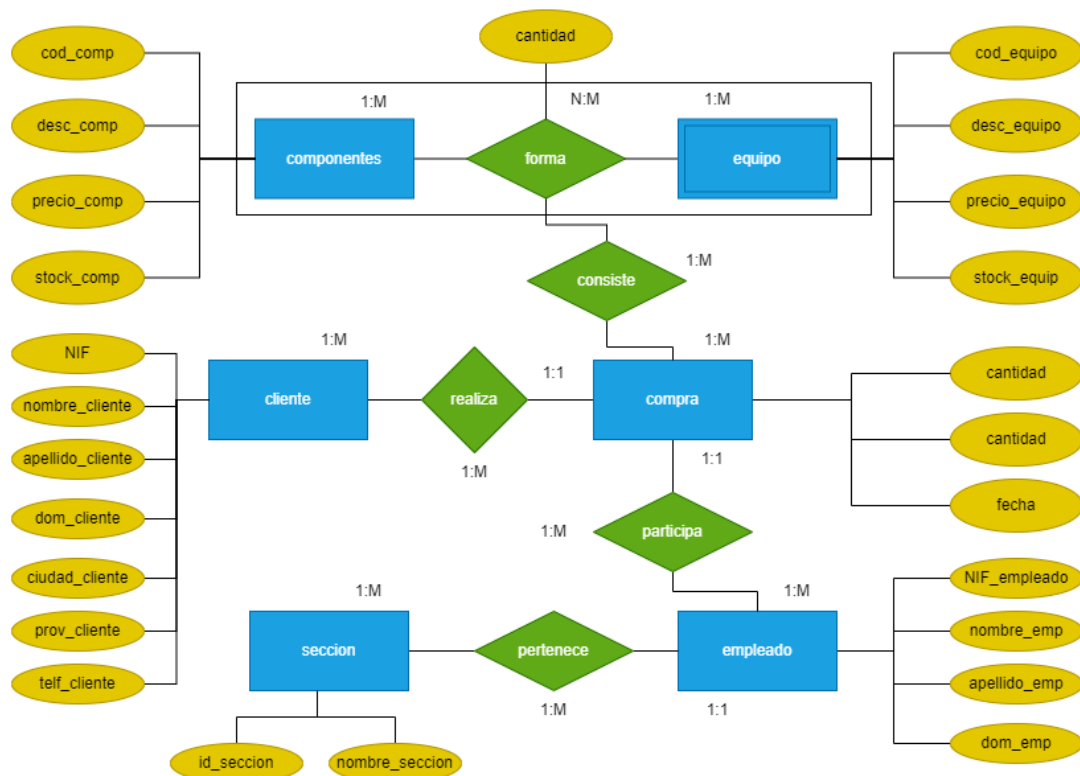 cantidad
cod_comp
cod_equipo
1:M
N:M
1:M
desc_comp
desc_equipo
componentes
forma
equipo
precio_comp
precio_equipo
1:M
stock_comp
consiste
stock_equip
1:M
1:M
NIF
1:1
cantidad
nombre_cliente
cliente
realiza
compra
cantidad
apellido_cliente
1:M
1:1
fecha
dom_cliente
1:M
participa
ciudad_cliente
NIF_empleado
1:M
1:M
prov_cliente
nombre_emp
seccion
pertenece
empleado
telf_cliente
apellido_emp
1:M
1:1
dom_emp
id_seccion
nombre_seccion